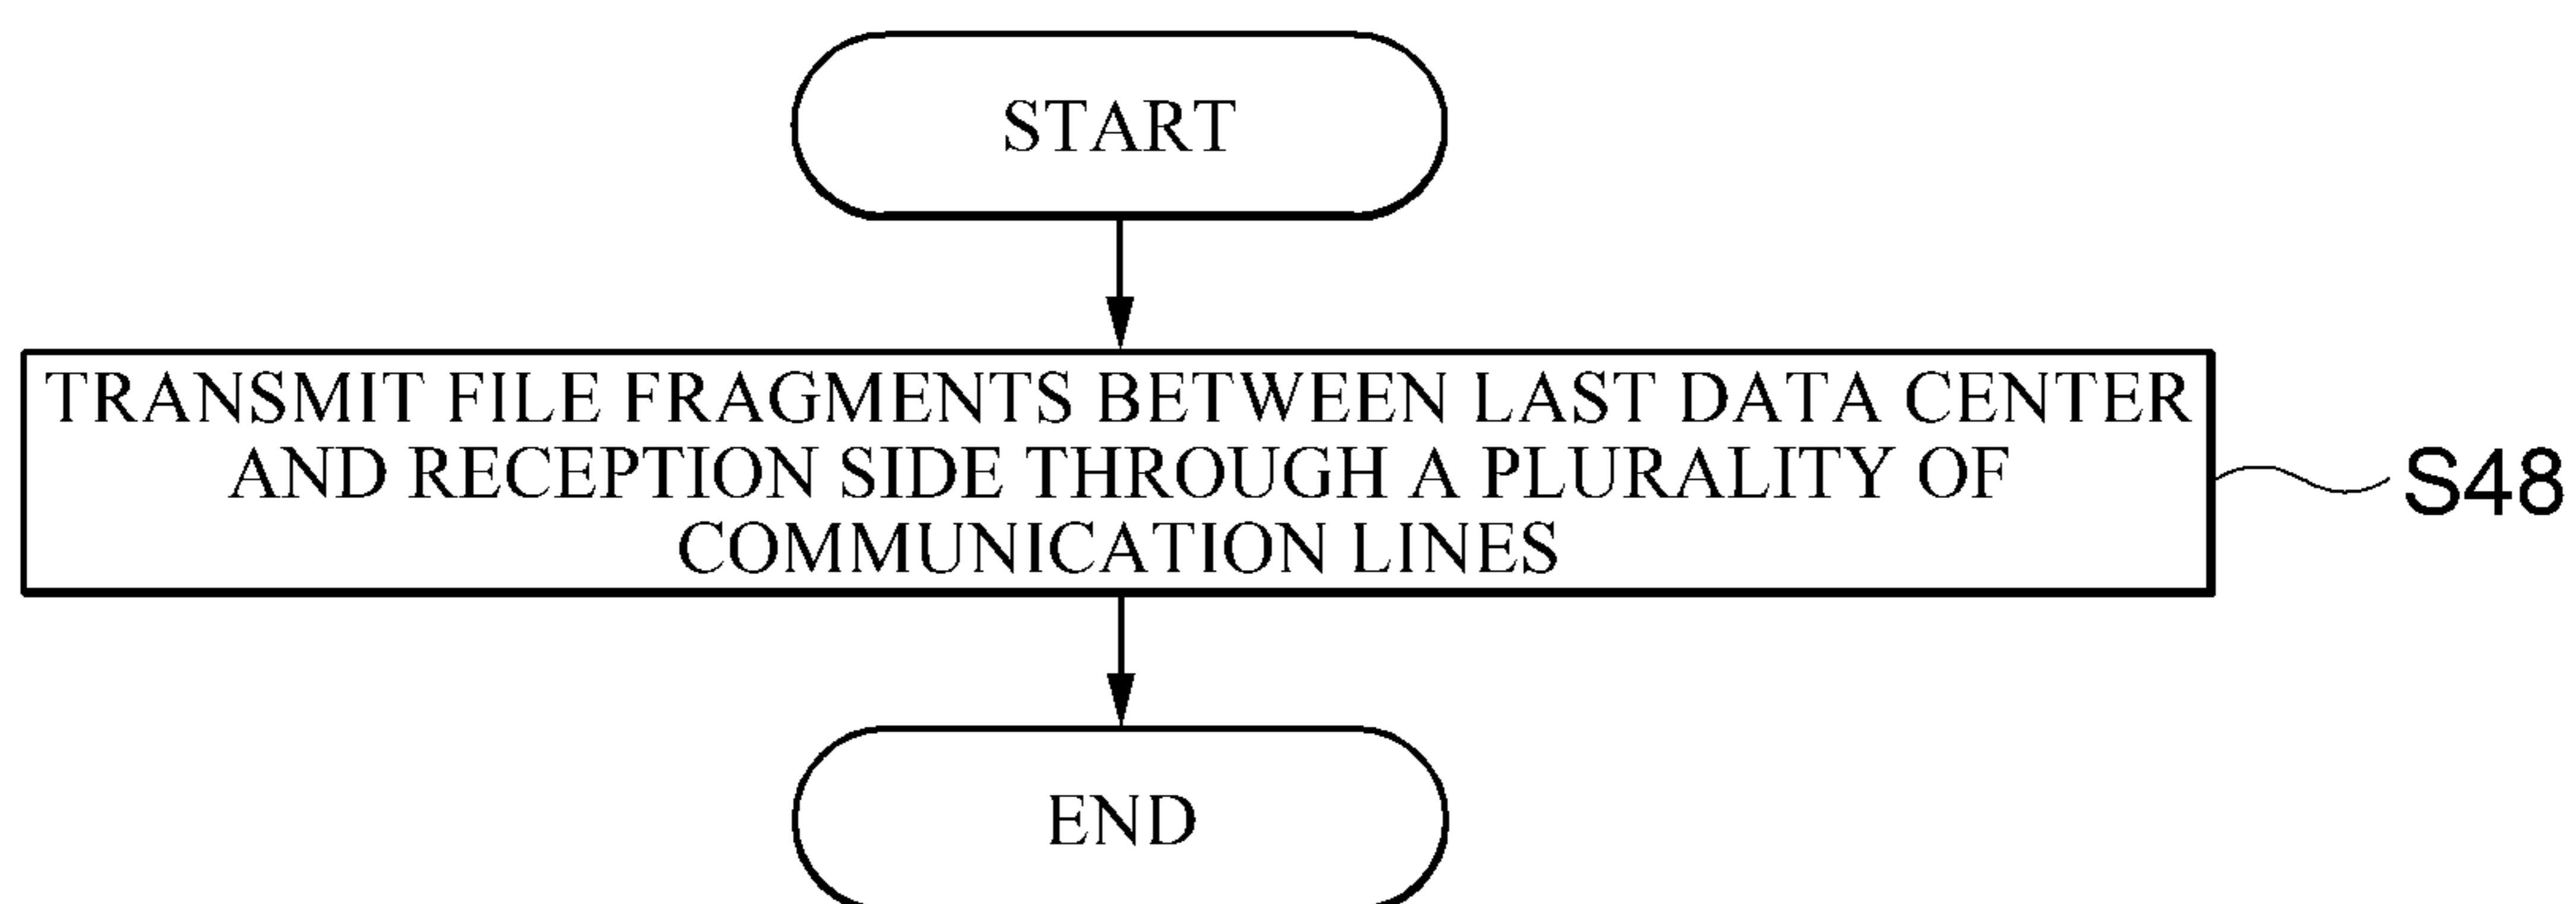 START
TRANSMIT FILE FRAGMENTS BETWEEN LAST DATA CENTER
AND RECEPTION SIDE THROUGH A PLURALITY OF
COMMUNICATION LINES
S48
END